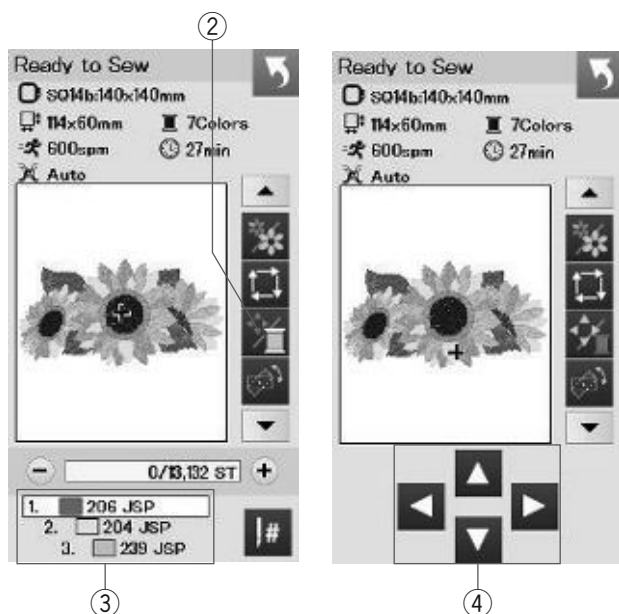 ②
Ready to Sew
SQ14b:140x140mm
114x60mm 7Colors
600spm 27min
Auto
0/13,132 ST
1. 206 JSP
2. 204 JSP
3. 239 JSP
#
③
Ready to Sew
SQ14b:140x140mm
114x60mm 7Colors
600spm 27min
Auto
④